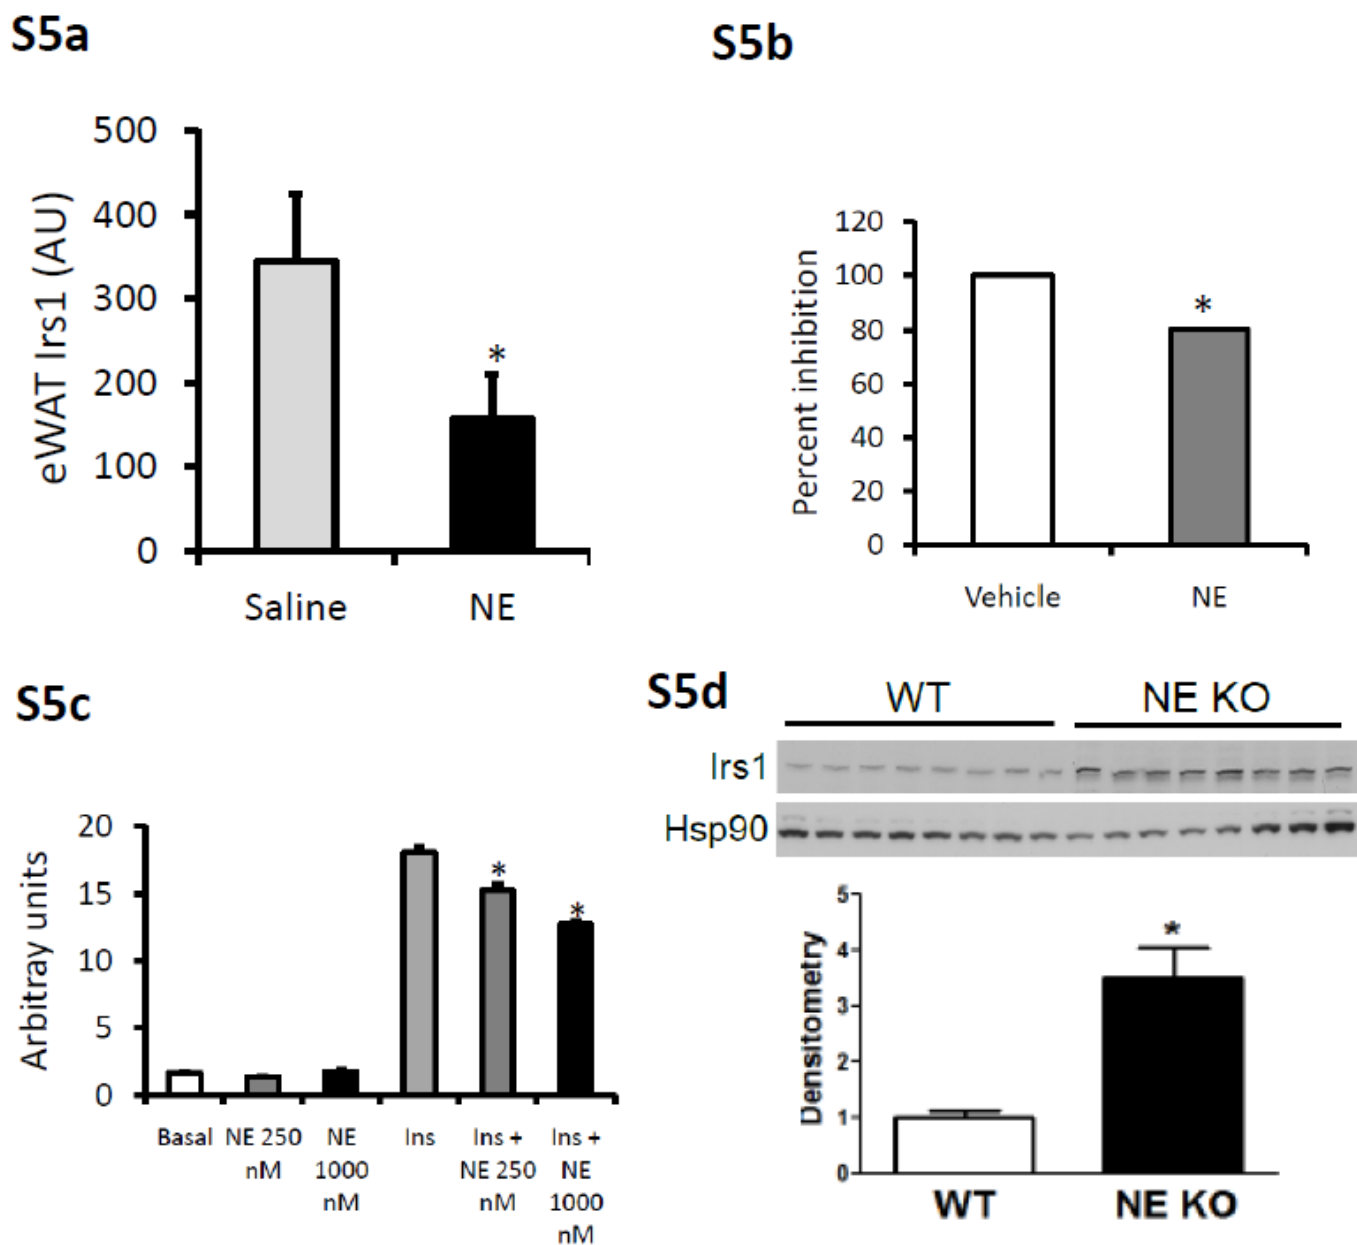 S5a
eWAT Irs1 (AU)
500
400
300
200
100
0
*
Saline NE
S5b
Percent inhibition
120
100
80
60
40
20
0
*
Vehicle NE
S5c
Arbitray units
20
15
10
5
0
* *
Basal NE 250 NE Ins Ins + Ins +
nM 1000 NE 250 NE
nM nM 1000
nM
S5d
WT NE KO
Irs1
Hsp90
Densitometry
5
4
3
2
1
0
*
WT NE KO